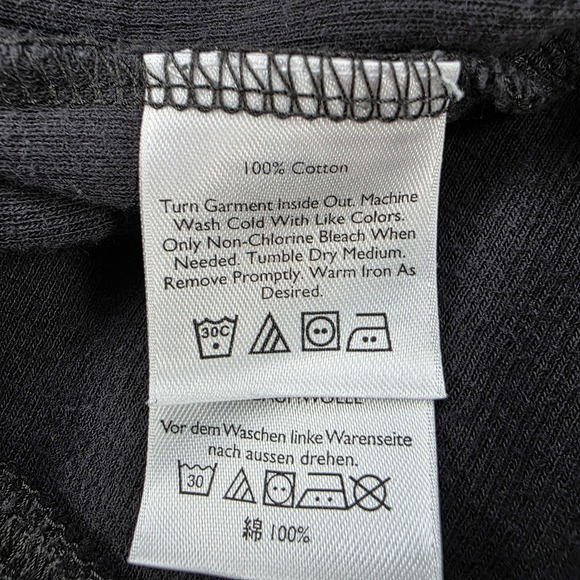 100% Cotton
Turn Garment Inside Out. Machine
Wash Cold With Like Colors.
Only Non-Chlorine Bleach When
Needed. Tumble Dry Medium.
Remove Promptly. Warm Iron As
Desired.
30C
Vor dem Waschen linke Warenseite
nach aussen drehen.
30
綿 100%